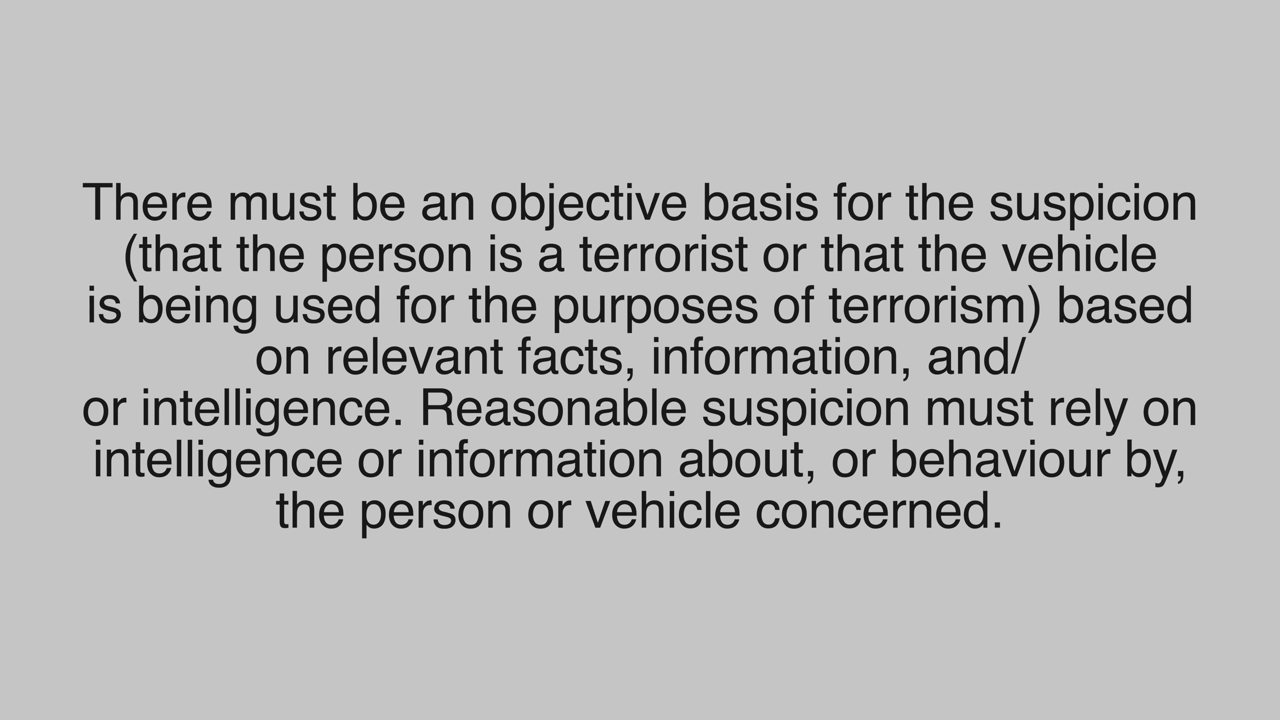 There must be an objective basis for the suspicion
(that the person is a terrorist or that the vehicle
is being used for the purposes of terrorism) based
on relevant facts, information, and/
or intelligence. Reasonable suspicion must rely on
intelligence or information about, or behaviour by,
the person or vehicle concerned.